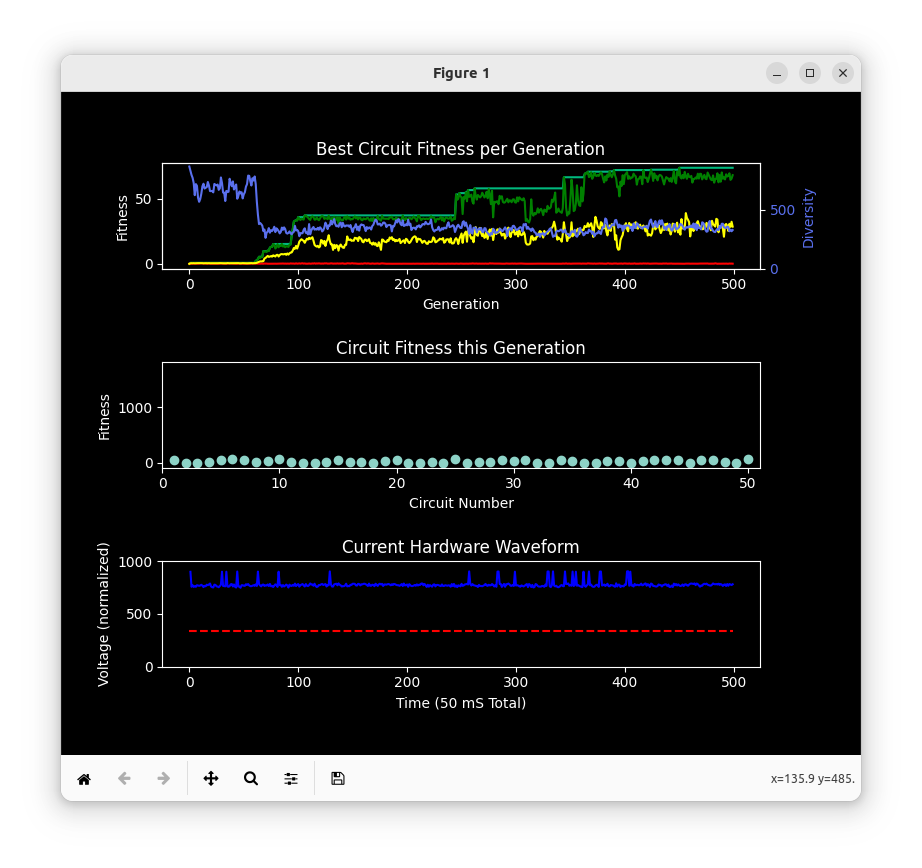 Figure 1
Best Circuit Fitness per Generation
Fitness
50
0
500
0
Diversity
0 100 200 300 400 500
Generation
Circuit Fitness this Generation
Fitness
1000
0
0 10 20 30 40 50
Circuit Number
Current Hardware Waveform
Voltage (normalized)
1000
500
0
0 100 200 300 400 500
Time (50 mS Total)
x=135.9 y=485.